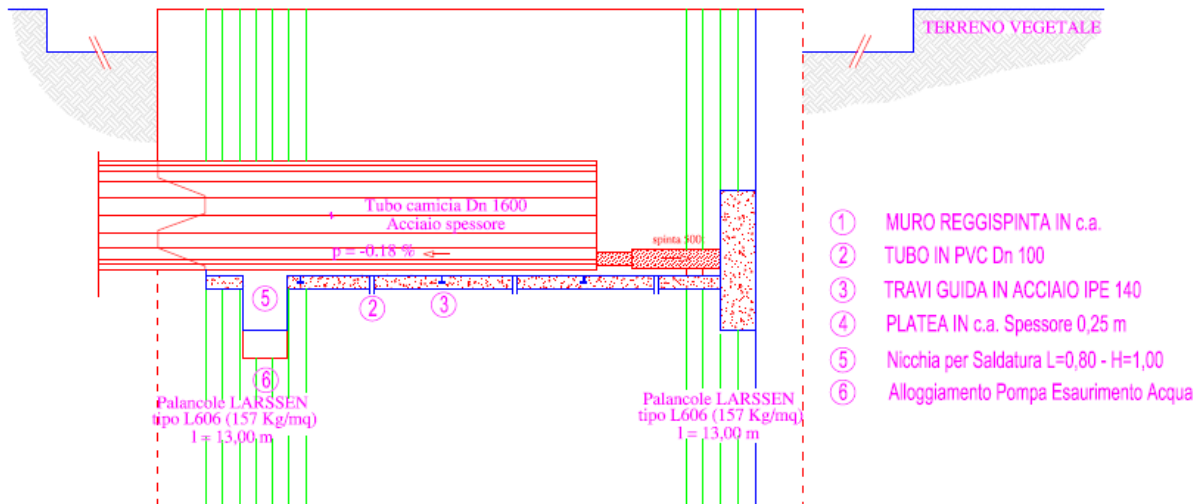 TERRENO VEGETALE
Tubo camicia Dn 1600
Acciaio spessore
p = -0.18 %
spinta 500
5
2
3
6
Palancole LARSSEN
tipo L606 (157 Kg/mq)
l = 13,00 m
Palancole LARSSEN
tipo L606 (157 Kg/mq)
l = 13,00 m
1 MURO REGGISPINTA IN c.a.
2 TUBO IN PVC Dn 100
3 TRAVI GUIDA IN ACCIAIO IPE 140
4 PLATEA IN c.a. Spessore 0,25 m
5 Nicchia per Saldatura L=0,80 - H=1,00
6 Alloggiamento Pompa Esaurimento Acqua